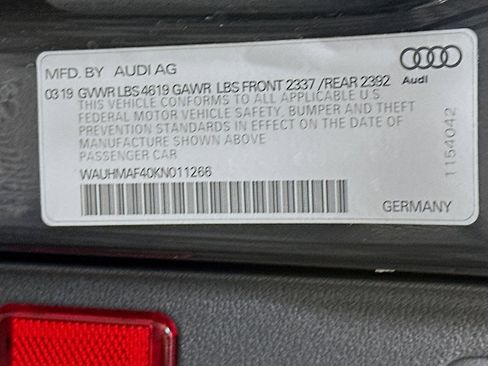 MFD. BY AUDI AG
Audi
03 19 GVWR LBS 4619 GAWR LBS FRONT 2337 /REAR 2392
THIS VEHICLE CONFORMS TO ALL APPLICABLE U.S.
FEDERAL MOTOR VEHICLE SAFETY, BUMPER AND THEFT
PREVENTION STANDARDS IN EFFECT ON THE DATE OF
MANUFACTURE SHOWN ABOVE
PASSENGER CAR
WAUHMAF40KN011266
GERMANY
1154042